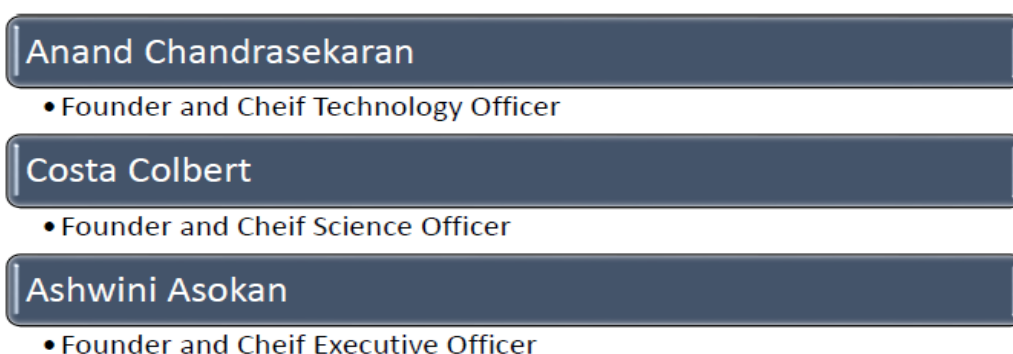 Anand Chandrasekaran
• Founder and Cheif Technology Officer
Costa Colbert
• Founder and Cheif Science Officer
Ashwini Asokan
• Founder and Cheif Executive Officer